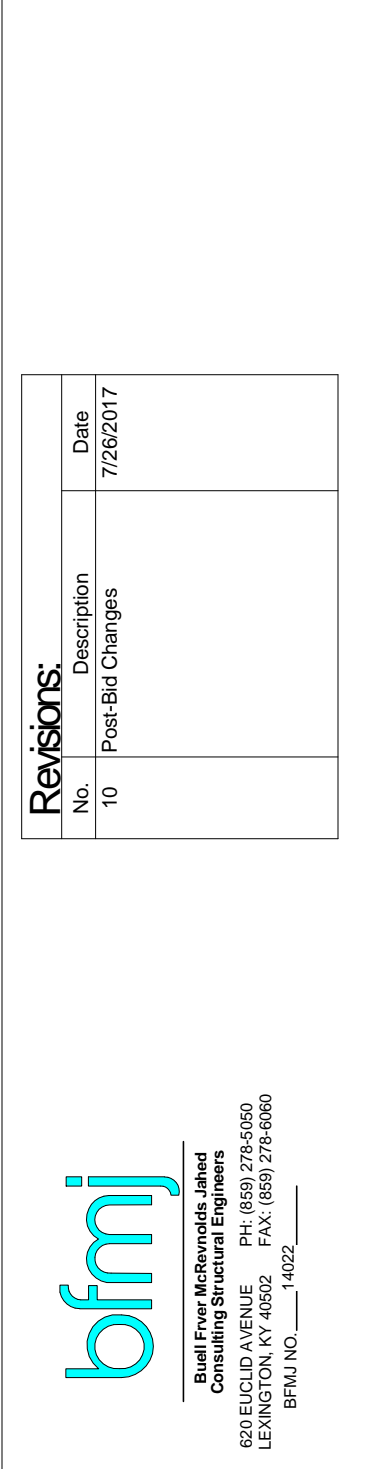 bfmj
Buell Fryer McReynolds Jahed
Consulting Structural Engineers
620 EUCLID AVENUE PH: (859) 278-5050
LEXINGTON, KY 40502 FAX: (859) 278-6060
BFMJ NO. 14022
Revisions:
No. Description Date
10 Post-Bid Changes 7/26/2017